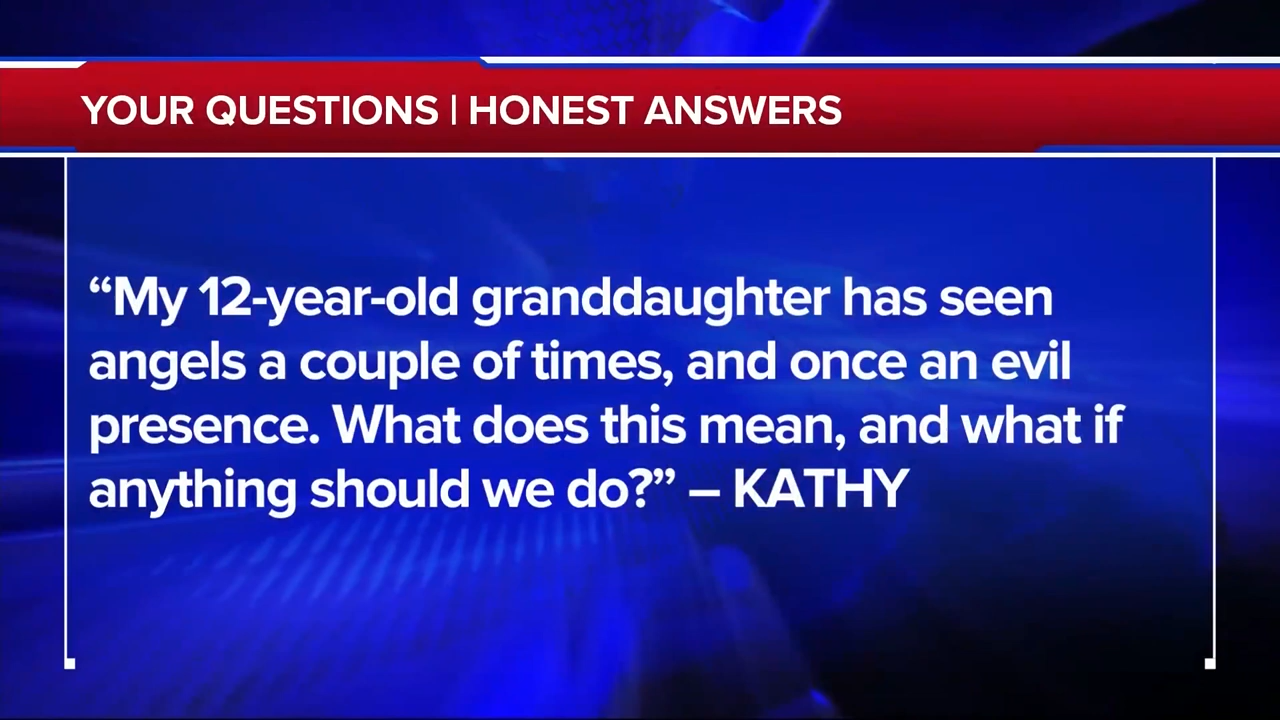 YOUR QUESTIONS | HONEST ANSWERS
“My 12-year-old granddaughter has seen
angels a couple of times, and once an evil
presence. What does this mean, and what if
anything should we do?” – KATHY